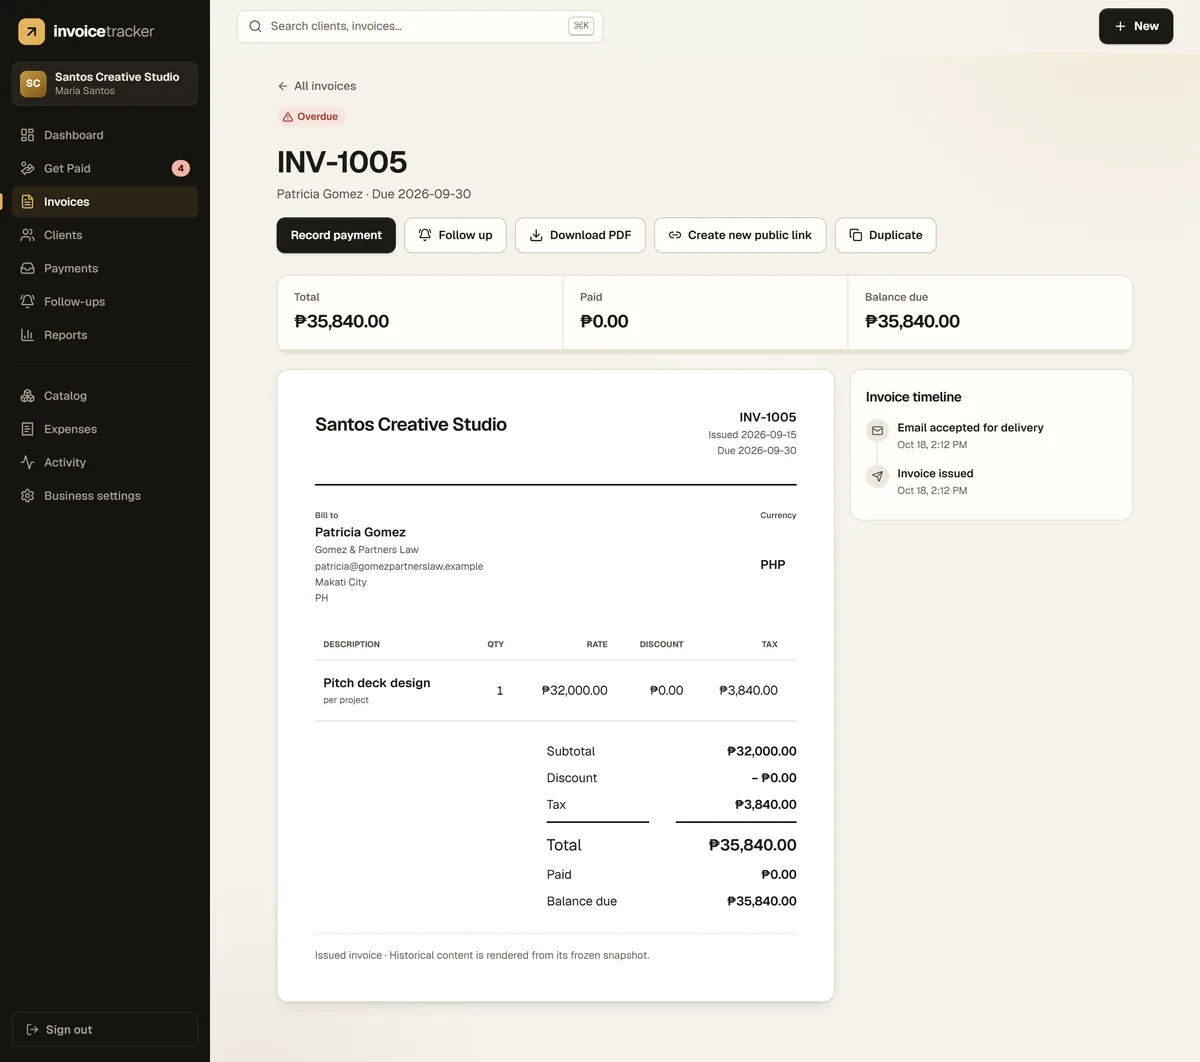 invoicetracker
SC
Santos Creative Studio
Maria Santos
Dashboard
Get Paid 4
Invoices
Clients
Payments
Follow-ups
Reports
Catalog
Expenses
Activity
Business settings
Sign out
Search clients, invoices... ⌘K
+ New
← All invoices
Overdue
INV-1005
Patricia Gomez · Due 2026-09-30
Record payment Follow up Download PDF Create new public link Duplicate
Total Paid Balance due
₱35,840.00 ₱0.00 ₱35,840.00
Santos Creative Studio
INV-1005
Issued 2026-09-15
Due 2026-09-30
Bill to
Patricia Gomez
Gomez & Partners Law
patricia@gomezpartnerslaw.example
Makati City
PH
Currency
PHP
DESCRIPTION QTY RATE DISCOUNT TAX
Pitch deck design 1 ₱32,000.00 ₱0.00 ₱3,840.00
per project
Subtotal ₱32,000.00
Discount – ₱0.00
Tax ₱3,840.00
Total ₱35,840.00
Paid ₱0.00
Balance due ₱35,840.00
Issued invoice · Historical content is rendered from its frozen snapshot.
Invoice timeline
Email accepted for delivery
Oct 18, 2:12 PM
Invoice issued
Oct 18, 2:12 PM